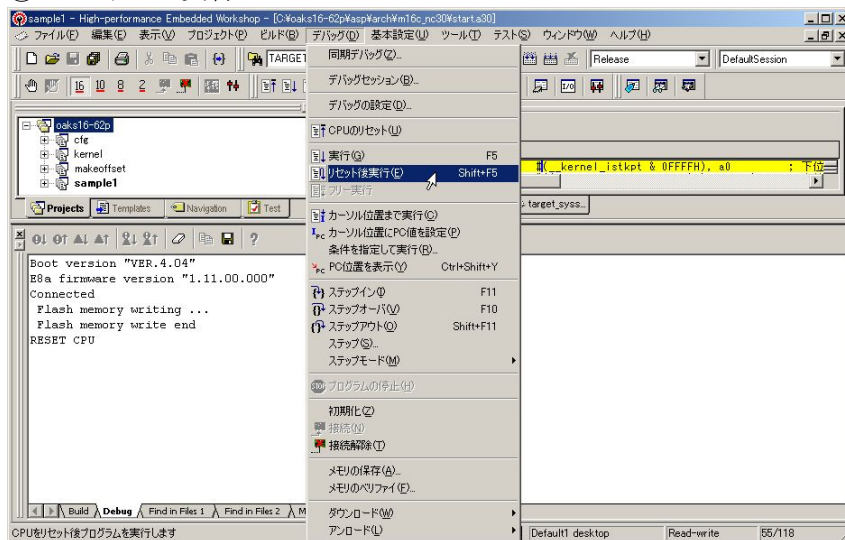 sample1 - High-performance Embedded Workshop - [C:¥oaks16-62p¥asp¥arch¥m16c_nc30¥start.a30]
ファイル(F) 編集(E) 表示(V) プロジェクト(P) ビルド(B) デバッグ(D) 基本設定(U) ツール(T) テスト(S) ウィンドウ(W) ヘルプ(H)
TARGET
Release
DefaultSession
16 10 8 2
同期デバッグ(Z)...
デバッグセッション(B)...
デバッグの設定(D)...
CPUのリセット(U)
実行(G) F5
リセット後実行(E) Shift+F5
フリー実行
カーソル位置まで実行(C)
カーソル位置にPC値を設定(P)
条件を指定して実行(R)...
PC位置を表示(Y) Ctrl+Shift+Y
ステップイン(I) F11
ステップオーバ(V) F10
ステップアウト(O) Shift+F11
ステップ(S)...
ステップモード(M)
プログラムの停止(H)
初期化(Z)
接続(N)
接続解除(T)
メモリの保存(A)...
メモリのベリファイ(F)...
ダウンロード(W)
アンロード(L)
oaks16-62p
cfg
kernel
makeoffset
sample1
#(__kernel_istkpt & 0FFFFH), a0 ; 下位
Projects Templates Navigation Test
target_syss...
Boot version "VER.4.04"
E8a firmware version "1.11.00.000"
Connected
Flash memory writing ...
Flash memory write end
RESET CPU
Build Debug Find in Files 1 Find in Files 2 M
CPUをリセット後プログラムを実行します
Default1 desktop
Read-write
55/118